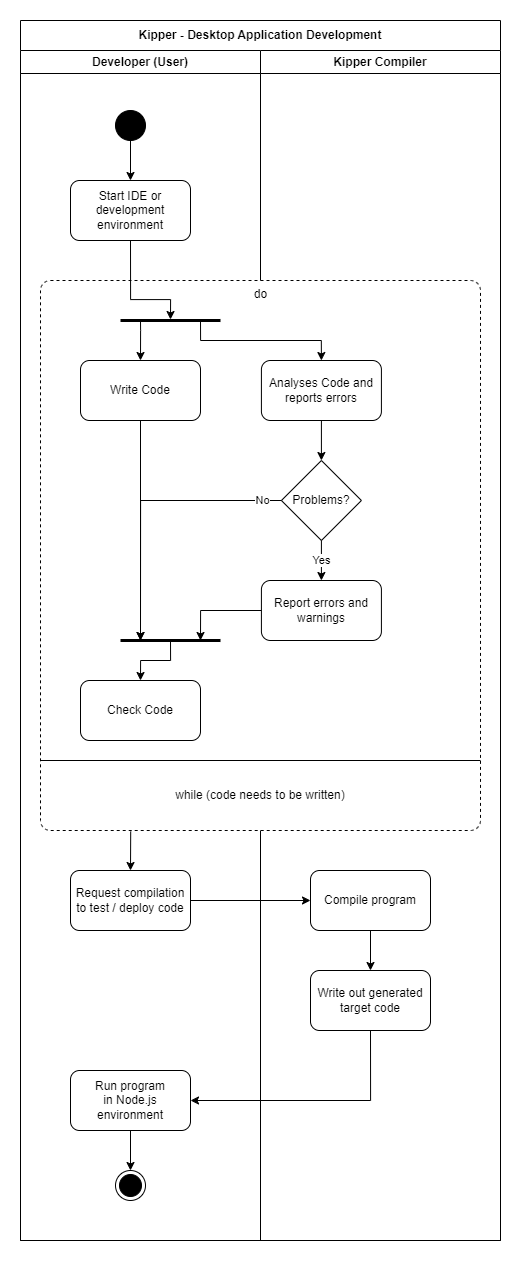 Kipper - Desktop Application Development
Developer (User)
Kipper Compiler
Start IDE or
development
environment
do
Write Code
Analyses Code and
reports errors
Problems?
No
Yes
Report errors and
warnings
Check Code
while (code needs to be written)
Request compilation
to test / deploy code
Compile program
Write out generated
target code
Run program
in Node.js
environment